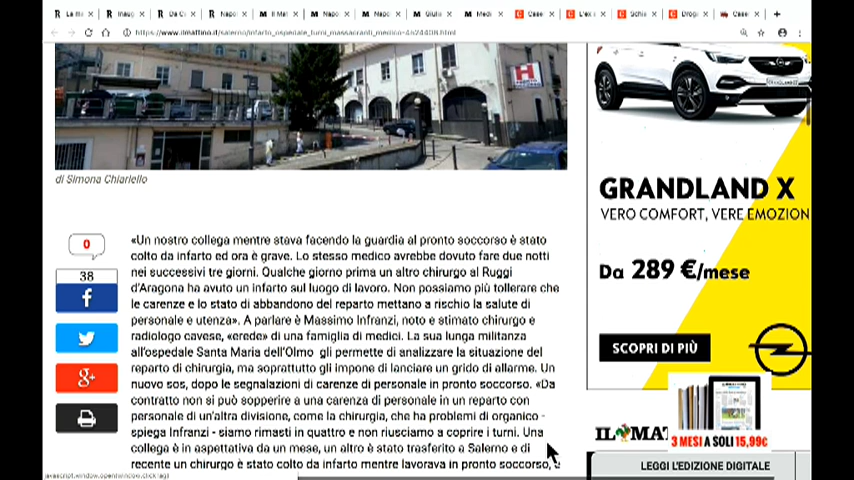 https://www.ilmattino.it/salerno/infarto_ospedale_turni_massacranti_medico-4624408.html
H
di Simona Chiariello
0
38
f
g+
«Un nostro collega mentre stava facendo la guardia al pronto soccorso è stato
colto da infarto ed ora è grave. Lo stesso medico avrebbe dovuto fare due notti
nei successivi tre giorni. Qualche giorno prima un altro chirurgo al Ruggi
d'Aragona ha avuto un infarto sul luogo di lavoro. Non possiamo più tollerare che
le carenze e lo stato di abbandono del reparto mettano a rischio la salute di
personale e utenza». A parlare è Massimo Infranzi, noto e stimato chirurgo e
radiologo cavese, «erede» di una famiglia di medici. La sua lunga militanza
all'ospedale Santa Maria dell'Olmo gli permette di analizzare la situazione del
reparto di chirurgia, ma soprattutto gli impone di lanciare un grido di allarme. Un
nuovo sos, dopo le segnalazioni di carenze di personale in pronto soccorso. «Da
contratto non si può sopperire a una carenza di personale in un reparto con
personale di un'altra divisione, come la chirurgia, che ha problemi di organico -
spiega Infranzi - siamo rimasti in quattro e non riusciamo a coprire i turni. Una
collega è in aspettativa da un mese, un altro è stato trasferito a Salerno e di
recente un chirurgo è stato colto da infarto mentre lavorava in pronto soccorso,
GRANDLAND X
VERO COMFORT, VERE EMOZION
Da 289 €/mese
SCOPRI DI PIÙ
IL MAT
3 MESI A SOLI 15,99€
LEGGI L'EDIZIONE DIGITALE